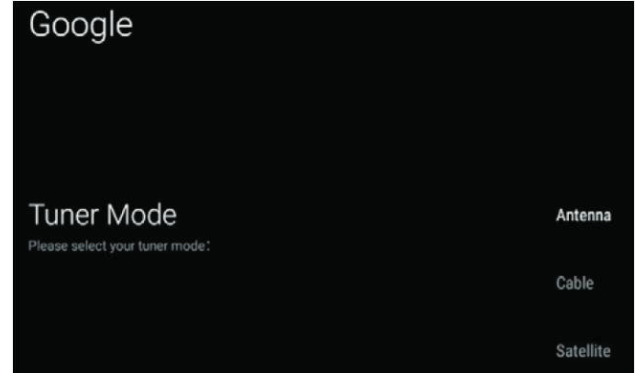 Google
Tuner Mode
Please select your tuner mode:
Antenna
Cable
Satellite